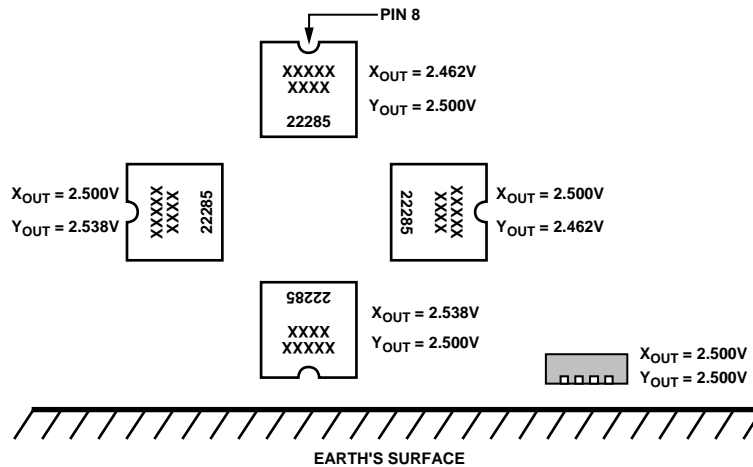 PIN 8
XXXXX
XXXX
22285
XOUT = 2.462V
YOUT = 2.500V
XOUT = 2.500V
YOUT = 2.538V
XXXXX
XXXX
22285
22285
XXXX
XXXXX
XOUT = 2.500V
YOUT = 2.462V
22285
XXXX
XXXXX
XOUT = 2.538V
YOUT = 2.500V
XOUT = 2.500V
YOUT = 2.500V
EARTH'S SURFACE